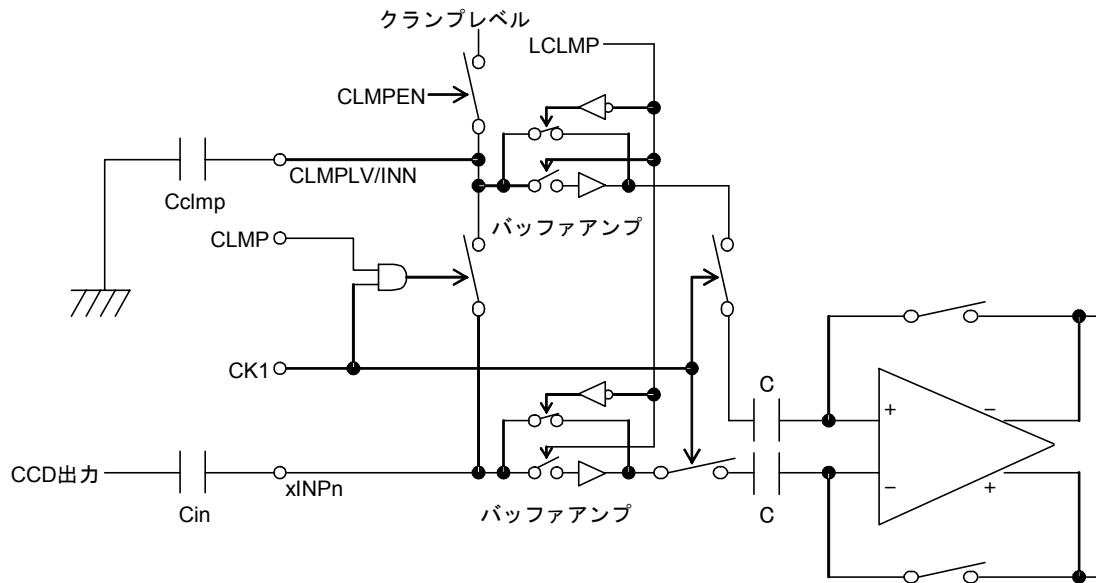 クランプレベル
LCLMP
CLMPEN
CLMPLV/INN
Cclmp
バッファアンプ
CLMP
CK1
C
+
−
CCD出力
Cin
xINPn
バッファアンプ
C
−
+